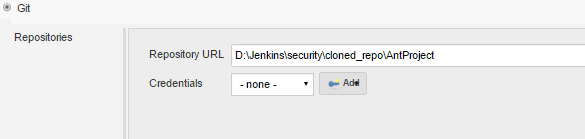 Git
Repositories
Repository URL D:\Jenkins\security\cloned_repo\AntProject
Credentials - none - Add